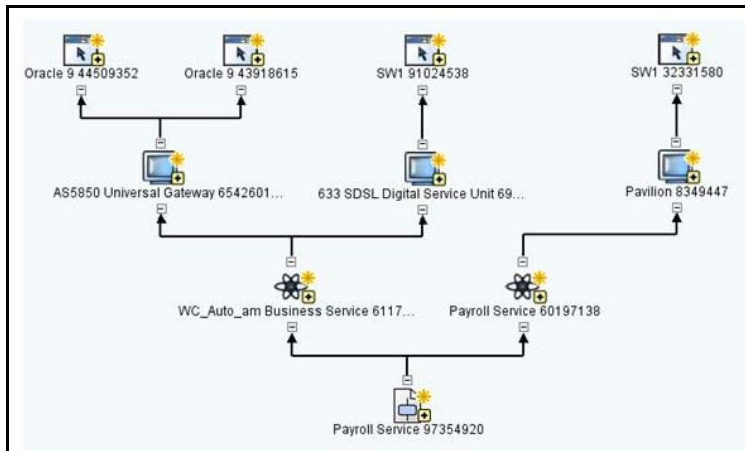 Oracle 9 44509352
Oracle 9 43918615
SW1 91024538
SW1 32331580
AS5850 Universal Gateway 6542601...
633 SDSL Digital Service Unit 69...
Pavilion 8349447
WC_Auto_am Business Service 6117...
Payroll Service 60197138
Payroll Service 97354920